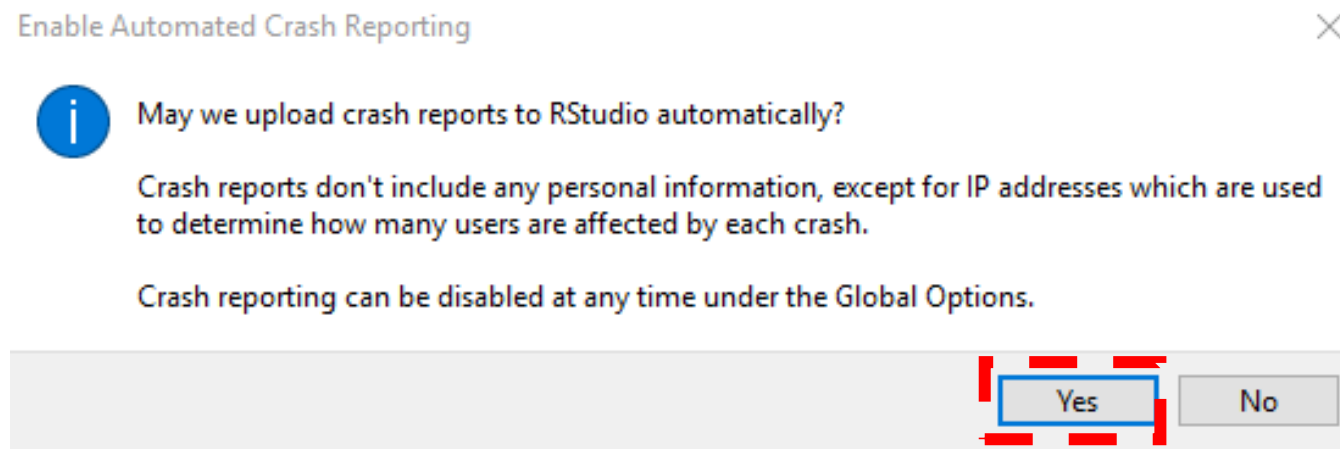 Enable Automated Crash Reporting
May we upload crash reports to RStudio automatically?
Crash reports don't include any personal information, except for IP addresses which are used
to determine how many users are affected by each crash.
Crash reporting can be disabled at any time under the Global Options.
Yes No